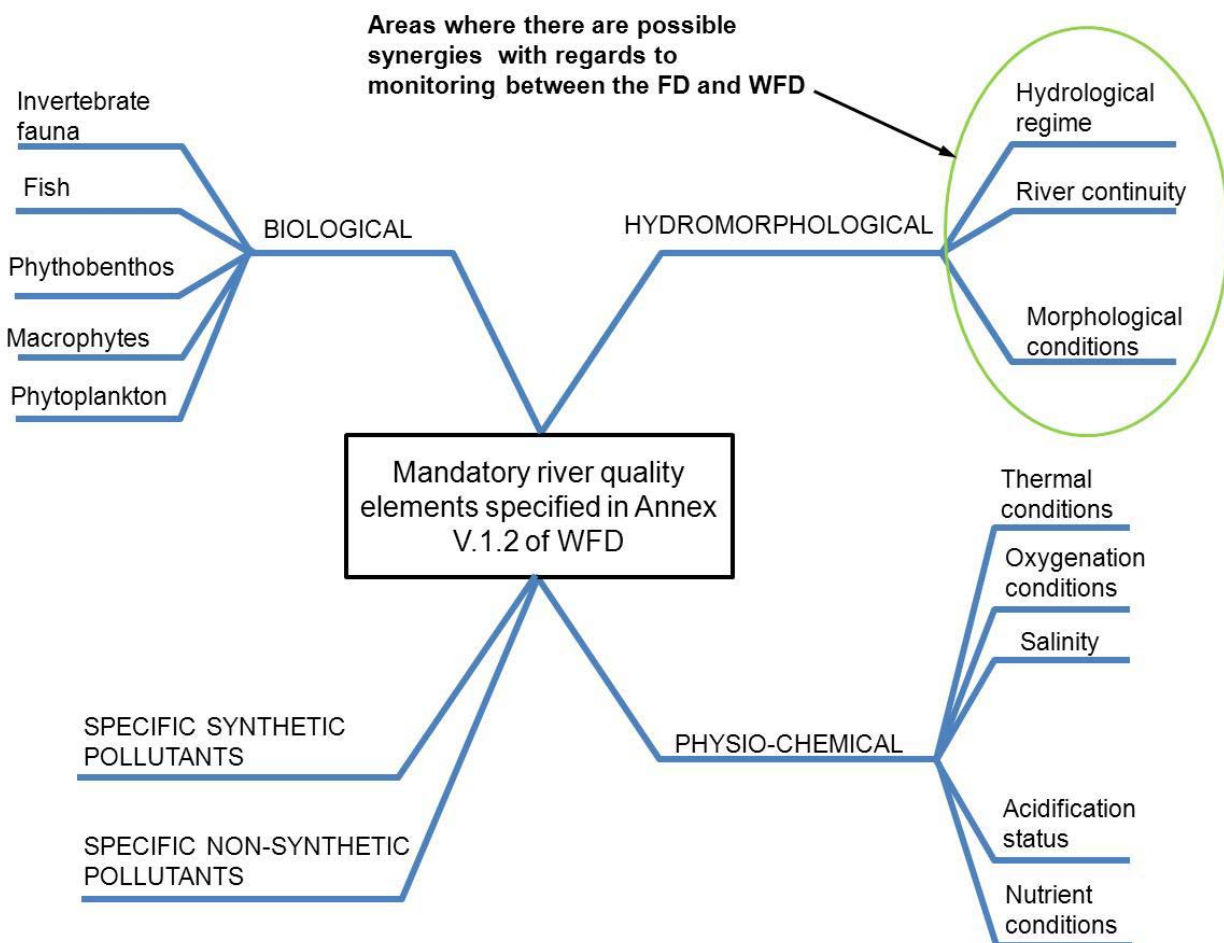 Areas where there are possible
synergies with regards to
monitoring between the FD and WFD
Invertebrate
fauna
Fish
Phythobenthos
Macrophytes
Phytoplankton
BIOLOGICAL
HYDROMORPHOLOGICAL
Hydrological
regime
River continuity
Morphological
conditions
Mandatory river quality
elements specified in Annex
V.1.2 of WFD
SPECIFIC SYNTHETIC
POLLUTANTS
SPECIFIC NON-SYNTHETIC
POLLUTANTS
PHYSIO-CHEMICAL
Thermal
conditions
Oxygenation
conditions
Salinity
Acidification
status
Nutrient
conditions